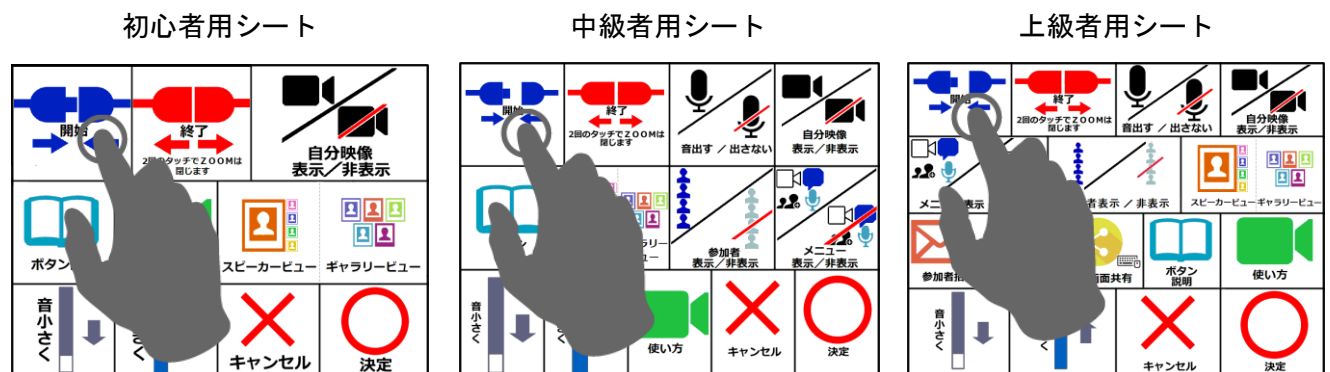 初心者用シート
中級者用シート
上級者用シート
開始
終了
2回のタッチでZOOMは
閉じます
自分映像
表示／非表示
ボタン
スピーカービュー
ギャラリービュー
音小さく
キャンセル
決定
開始
終了
2回のタッチでZOOMは
閉じます
音出す / 出さない
自分映像
表示／非表示
参加者
表示／非表示
メニュー
表示／非表示
音小さく
使い方
キャンセル
決定
開始
終了
2回のタッチでZOOMは
閉じます
音出す / 出さない
自分映像
表示／非表示
メニ
表示
者表示 / 非表示
スピーカービュー
ギャラリービュー
参加者
画面共有
ボタン
説明
使い方
音小さく
キャンセル
決定